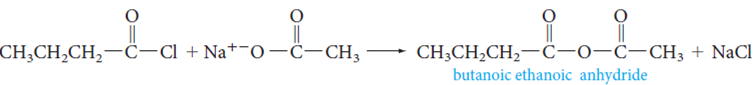 O O O O
CH₃CH₂CH₂—C—Cl + Na⁺⁻O—C—CH₃ ⟶ CH₃CH₂CH₂—C—O—C—CH₃ + NaCl
butanoic ethanoic anhydride